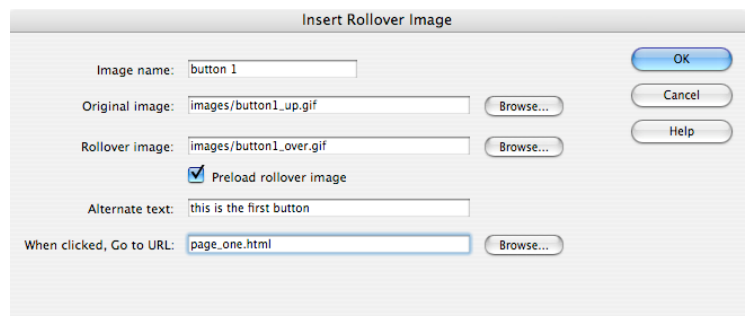 Insert Rollover Image
Image name: button 1
OK
Original image: images/button1_up.gif Browse...
Cancel
Rollover image: images/button1_over.gif Browse...
Help
Preload rollover image
Alternate text: this is the first button
When clicked, Go to URL: page_one.html Browse...